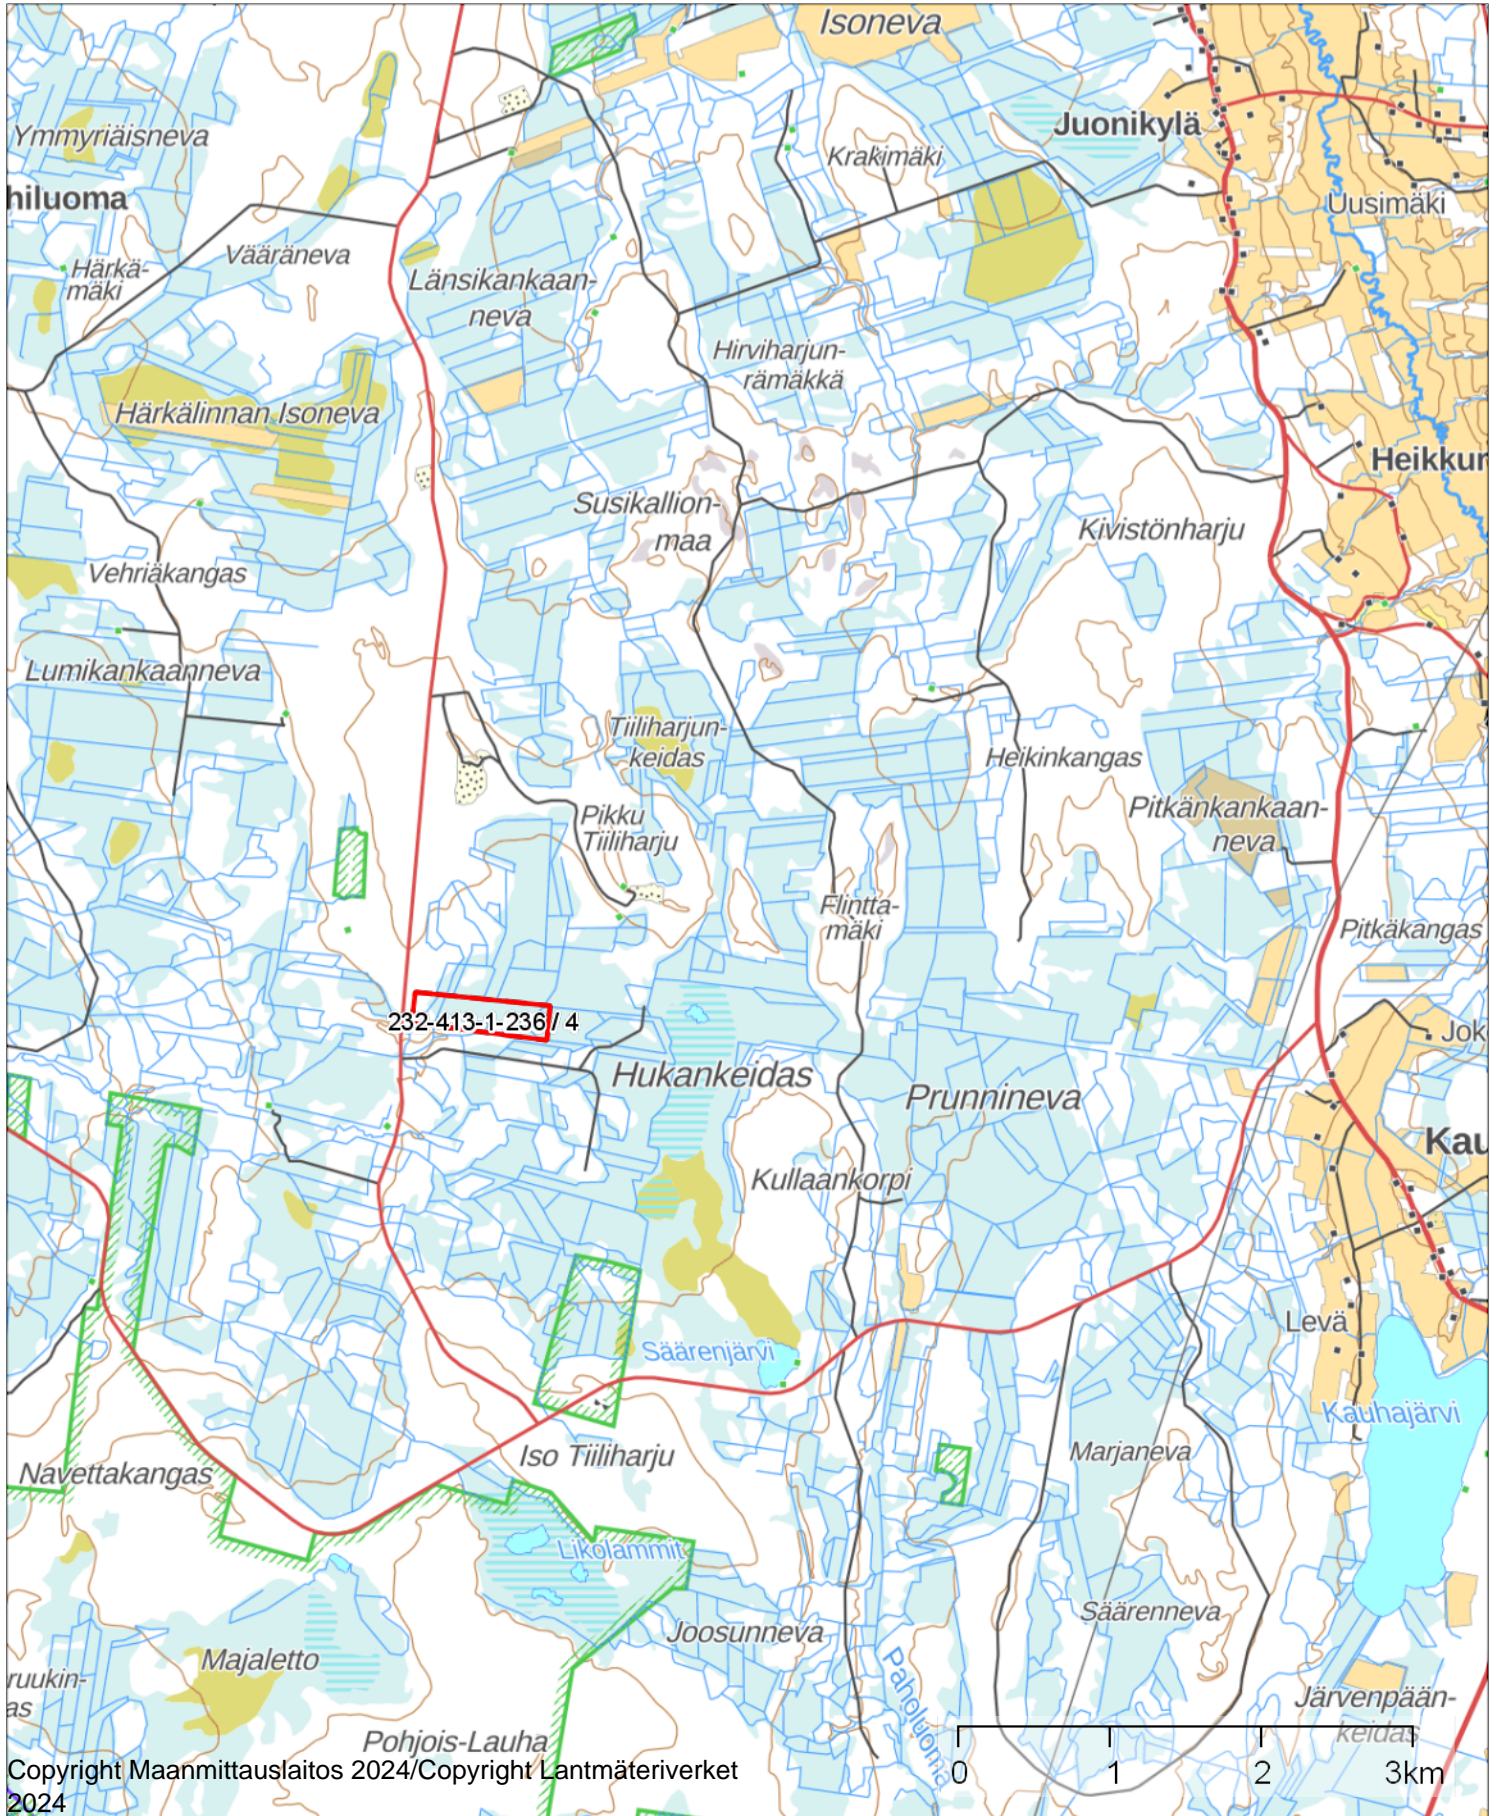 Isoneva
Ymmyriäisneva
Juonikylä
Krakimäki
hiluoma
Uusimäki
Vääräneva
Härkä-
mäki
Länsikankaan-
neva
Hirviharjun-
rämäkkä
Härkälinnan Isoneva
Heikkur
Susikallion-
maa
Kivistönharju
Vehriäkangas
Lumikankaanneva
Tiiliharjun-
keidas
Heikinkangas
Pikku
Tiiliharju
Pitkänkankaan-
neva
Flintta-
mäki
Pitkäkangas
232-413-1-236 / 4
Jok
Hukankeidas
Prunnineva
Kau
Kullaankorpi
Levä
Säärenjärvi
Kauhajärvi
Iso Tiiliharju
Marjaneva
Navettakangas
Likolammit
Säärenneva
Joosunneva
Majaletto
ruukin-
as
Paholuoma
Järvenpään-
keidas
Pohjois-Lauha
0 1 2 3km
Copyright Maanmittauslaitos 2024/Copyright Lantmäteriverket
2024